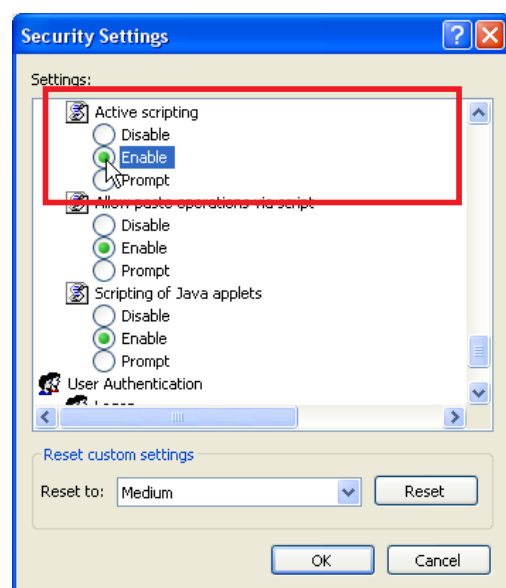 Security Settings
Settings:
Active scripting
Disable
Enable
Prompt
Allow paste operations via script
Disable
Enable
Prompt
Scripting of Java applets
Disable
Enable
Prompt
User Authentication
Reset custom settings
Reset to: Medium Reset
OK Cancel